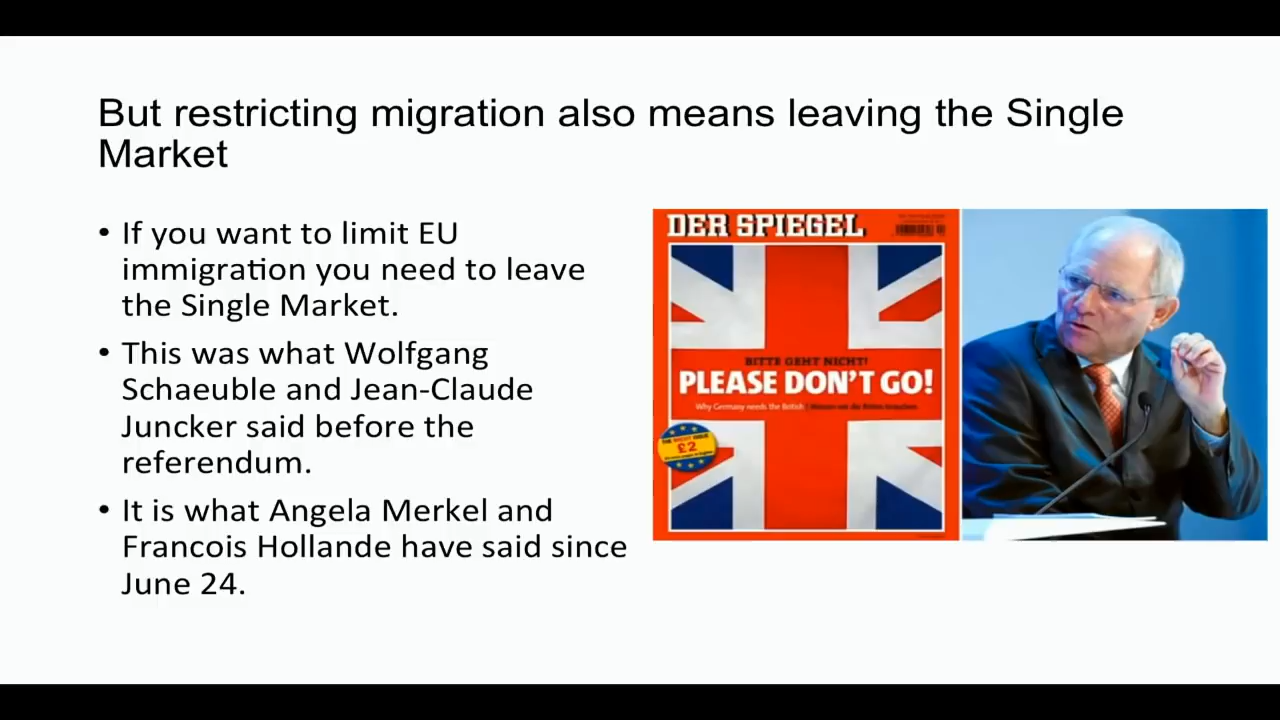 But restricting migration also means leaving the Single
Market
• If you want to limit EU
immigration you need to leave
the Single Market.
• This was what Wolfgang
Schaeuble and Jean-Claude
Juncker said before the
referendum.
• It is what Angela Merkel and
Francois Hollande have said since
June 24.
DER SPIEGEL
BITTE GEHT NICHT!
PLEASE DON'T GO!
Why Germany needs the British
£2